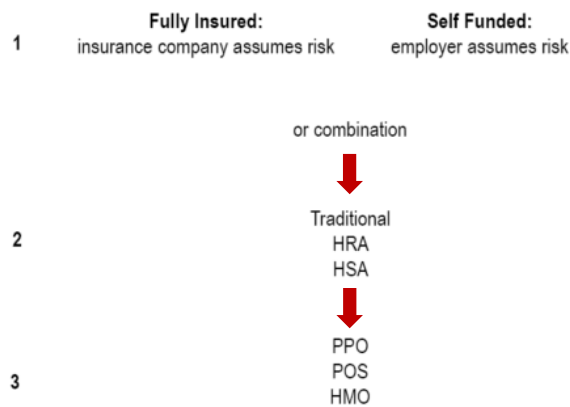 Fully Insured: Self Funded:
1 insurance company assumes risk employer assumes risk
or combination
Traditional
2 HRA
HSA
PPO
POS
3 HMO